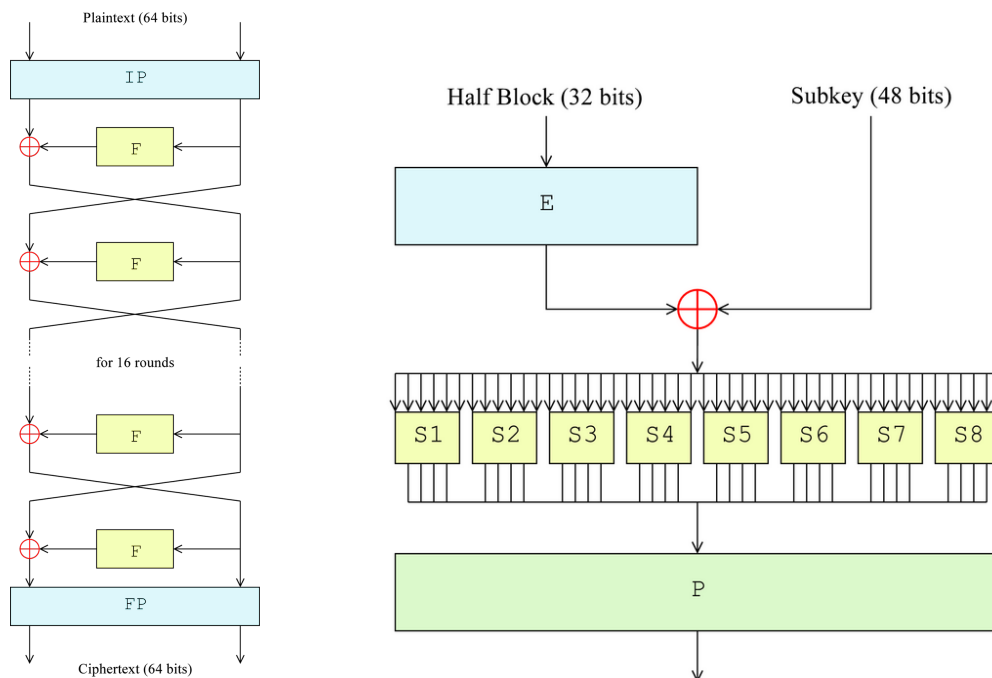 Plaintext (64 bits)
IP
F
F
for 16 rounds
F
F
FP
Ciphertext (64 bits)
Half Block (32 bits)
Subkey (48 bits)
E
S1 S2 S3 S4 S5 S6 S7 S8
P